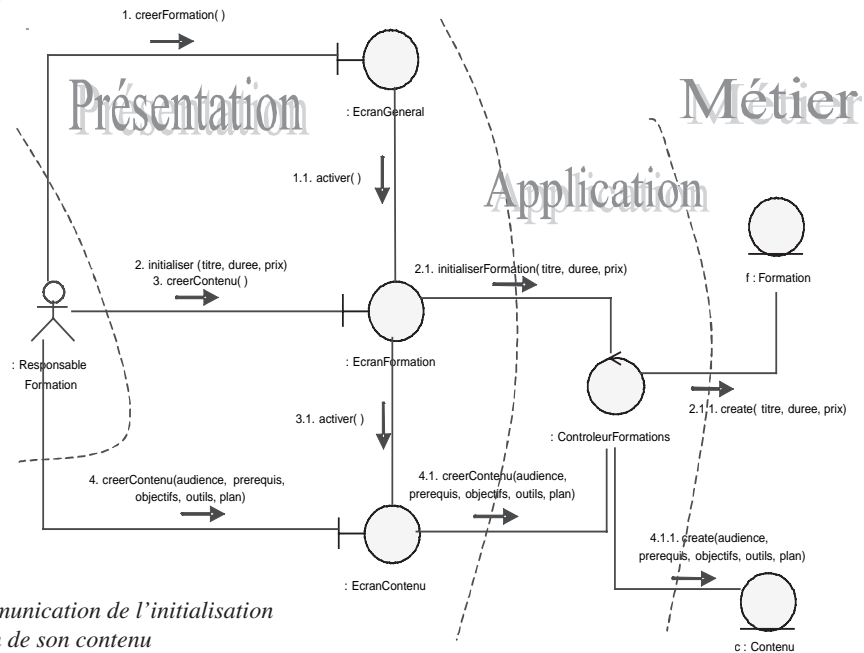 1. creerFormation( )
Présentation
Métier
: EcranGeneral
1.1. activer( )
Application
2. initialiser (titre, duree, prix)
3. creerContenu( )
2.1. initialiserFormation( titre, duree, prix)
f : Formation
: Responsable
Formation
: EcranFormation
2.1.1. create( titre, duree, prix)
3.1. activer( )
: ControleurFormations
4. creerContenu(audience, prerequis,
objectifs, outils, plan)
4.1. creerContenu(audience,
prerequis, objectifs, outils, plan)
4.1.1. create(audience,
prerequis, objectifs, outils, plan)
: EcranContenu
munication de l’initialisation
de son contenu
c : Contenu